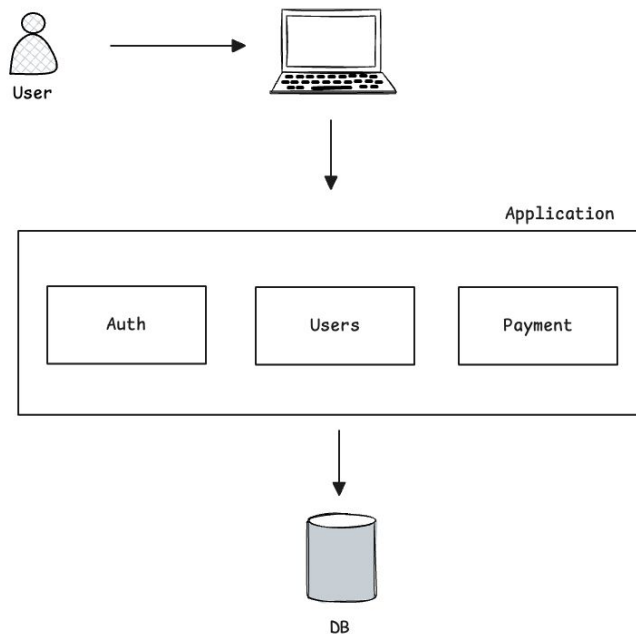 User
Application
Auth
Users
Payment
DB